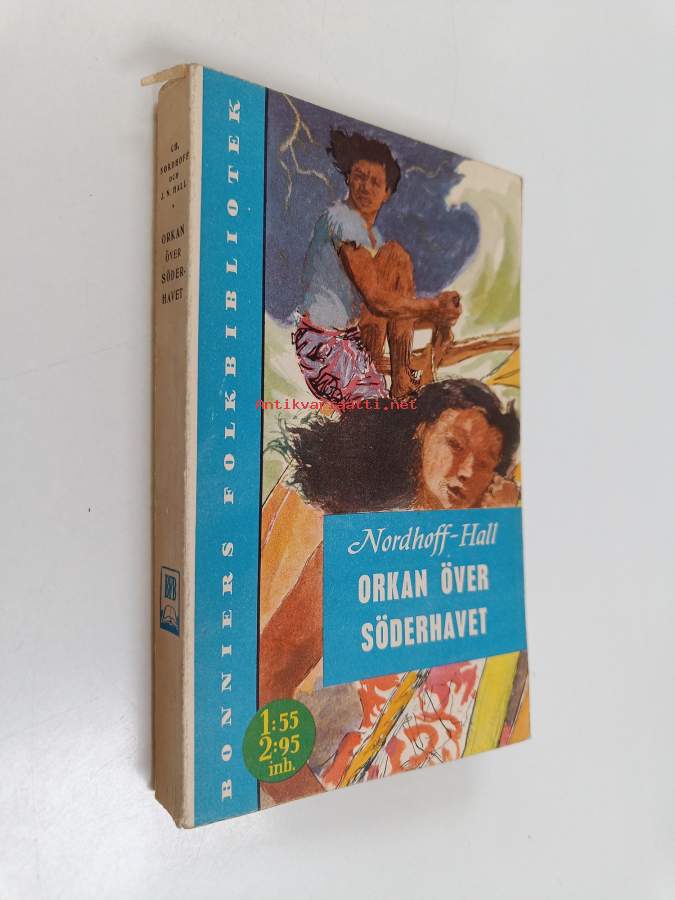 CH.
NORDHOFF
OCH
J. N. HALL
ORKAN
ÖVER
SÖDER-
HAVET
BFB
BONNIERS FOLKBIBLIOTEK
Antikvariaatti.net
Nordhoff-Hall
ORKAN ÖVER
SÖDERHAVET
1:55
2:95
inb.